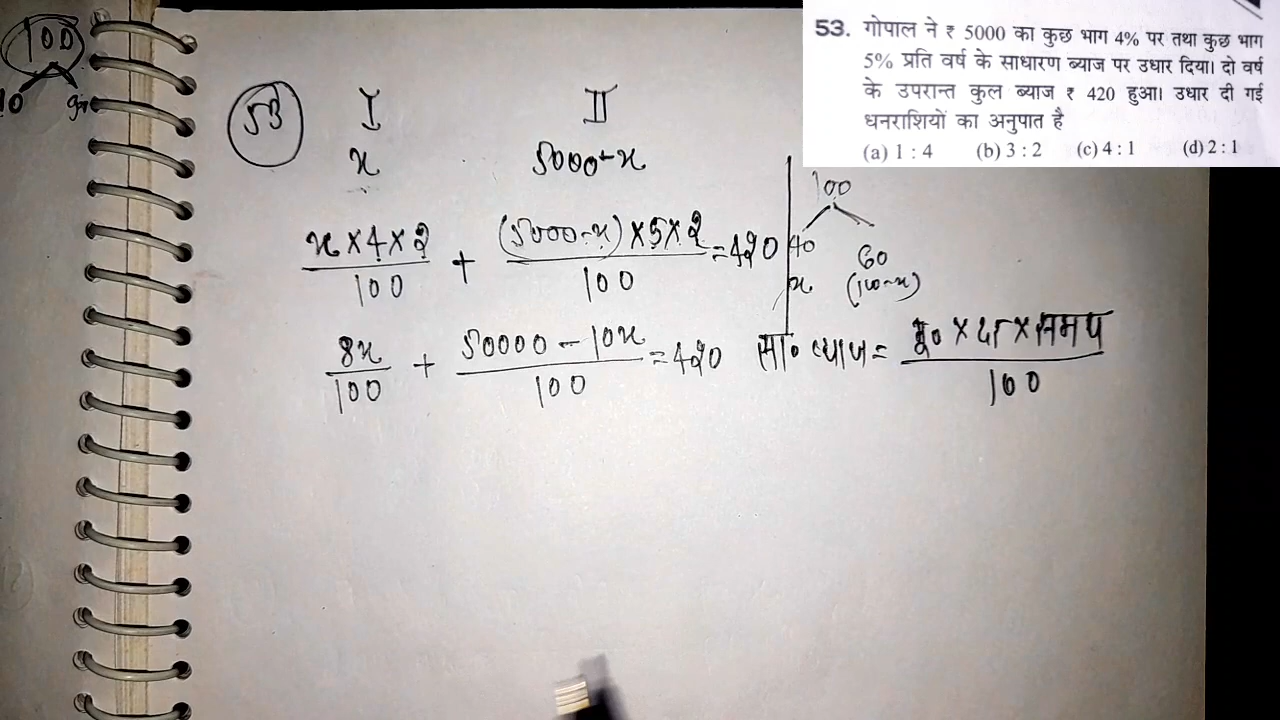 53. गोपाल ने ₹ 5000 का कुछ भाग 4% पर तथा कुछ भाग
5% प्रति वर्ष के साधारण ब्याज पर उधार दिया। दो वर्ष
के उपरान्त कुल ब्याज ₹ 420 हुआ। उधार दी गई
धनराशियों का अनुपात है
(a) 1 : 4 (b) 3 : 2 (c) 4 : 1 (d) 2 : 1
100
53 I II
x 5000-x
100
40 60
x (100-x)
x×4×2/100 + (5000-x)×5×2/100 = 420
8x/100 + 50000-10x/100 = 420
सा० ब्याज = मू० × दर × समय/100